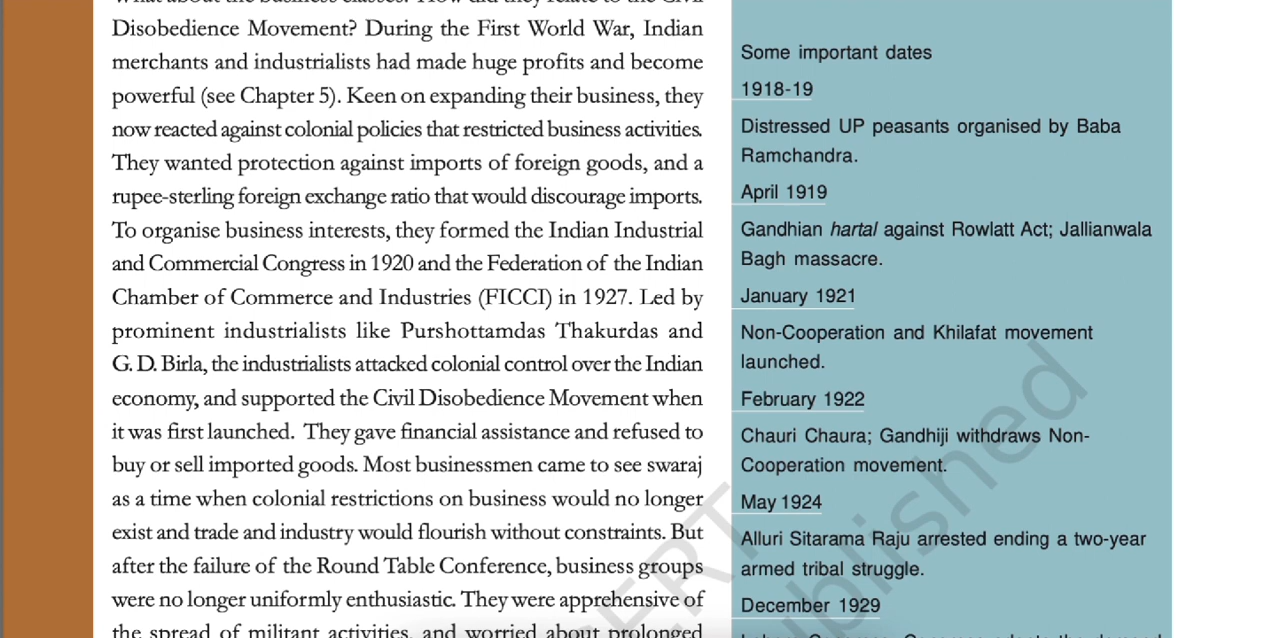 Disobedience Movement? During the First World War, Indian
merchants and industrialists had made huge profits and become
powerful (see Chapter 5). Keen on expanding their business, they
now reacted against colonial policies that restricted business activities.
They wanted protection against imports of foreign goods, and a
rupee-sterling foreign exchange ratio that would discourage imports.
To organise business interests, they formed the Indian Industrial
and Commercial Congress in 1920 and the Federation of the Indian
Chamber of Commerce and Industries (FICCI) in 1927. Led by
prominent industrialists like Purshottamdas Thakurdas and
G. D. Birla, the industrialists attacked colonial control over the Indian
economy, and supported the Civil Disobedience Movement when
it was first launched. They gave financial assistance and refused to
buy or sell imported goods. Most businessmen came to see swaraj
as a time when colonial restrictions on business would no longer
exist and trade and industry would flourish without constraints. But
after the failure of the Round Table Conference, business groups
were no longer uniformly enthusiastic. They were apprehensive of
the spread of militant activities, and worried about prolonged
Some important dates
1918-19
Distressed UP peasants organised by Baba
Ramchandra.
April 1919
Gandhian hartal against Rowlatt Act; Jallianwala
Bagh massacre.
January 1921
Non-Cooperation and Khilafat movement
launched.
February 1922
Chauri Chaura; Gandhiji withdraws Non-
Cooperation movement.
May 1924
Alluri Sitarama Raju arrested ending a two-year
armed tribal struggle.
December 1929